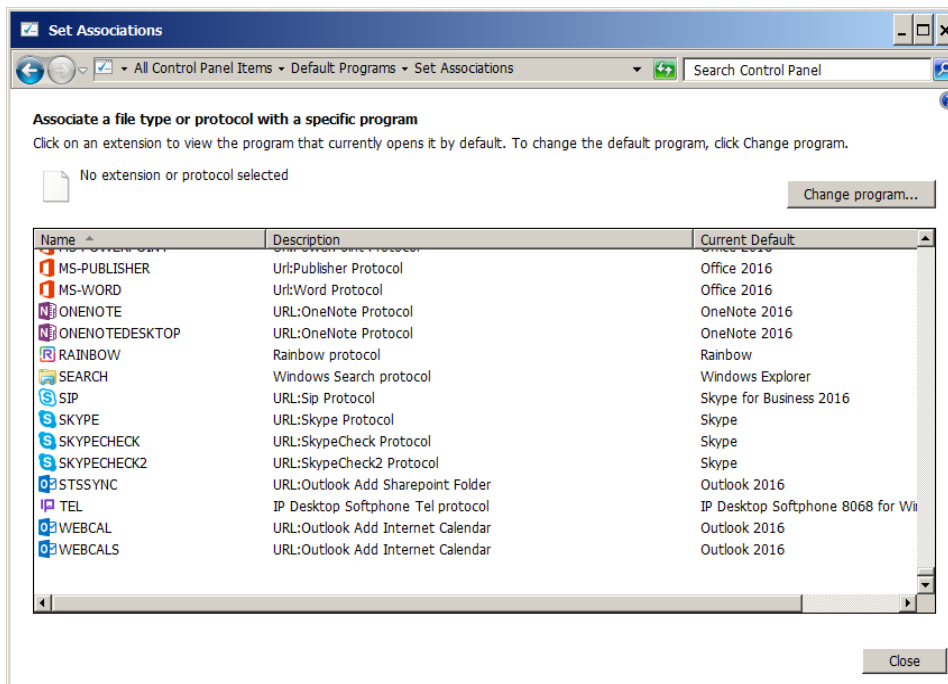 Set Associations
All Control Panel Items Default Programs Set Associations Search Control Panel
Associate a file type or protocol with a specific program
Click on an extension to view the program that currently opens it by default. To change the default program, click Change program.
No extension or protocol selected
Change program...
Name Description Current Default
MS-POWERPOINT Url:PowerPoint Protocol Office 2016
MS-PUBLISHER Url:Publisher Protocol Office 2016
MS-WORD Url:Word Protocol Office 2016
ONENOTE URL:OneNote Protocol OneNote 2016
ONENOTEDESKTOP URL:OneNote Protocol OneNote 2016
RAINBOW Rainbow protocol Rainbow
SEARCH Windows Search protocol Windows Explorer
SIP URL:Sip Protocol Skype for Business 2016
SKYPE URL:Skype Protocol Skype
SKYPECHECK URL:SkypeCheck Protocol Skype
SKYPECHECK2 URL:SkypeCheck2 Protocol Skype
STSSYNC URL:Outlook Add Sharepoint Folder Outlook 2016
TEL IP Desktop Softphone Tel protocol IP Desktop Softphone 8068 for Wi
WEBCAL URL:Outlook Add Internet Calendar Outlook 2016
WEBCALS URL:Outlook Add Internet Calendar Outlook 2016
Close